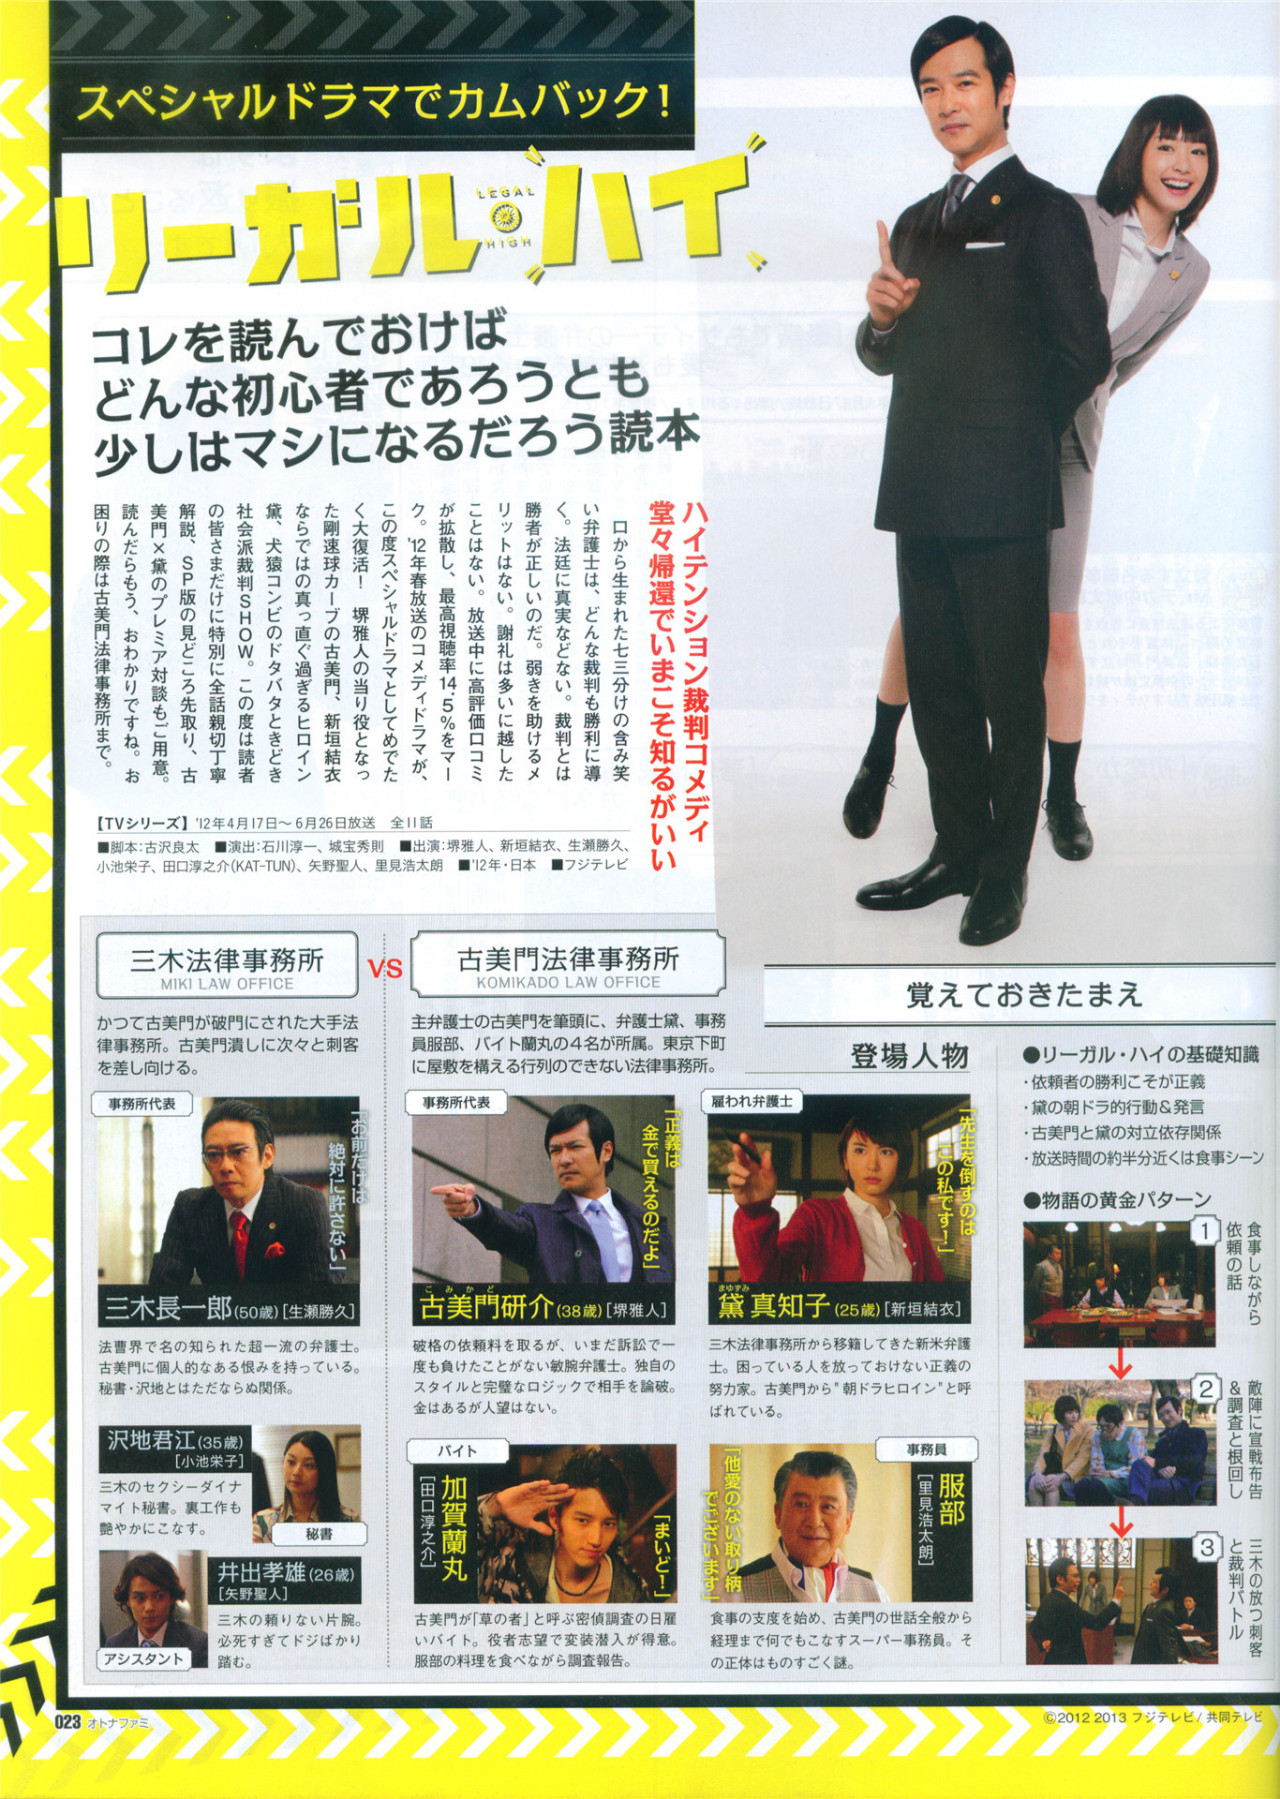 スペシャルドラマでカムバック!
リーガル・ハイ
LEGAL
HIGH
コレを読んでおけば
どんな初心者であろうとも
少しはマシになるだろう読本
ハイテンション裁判コメディ
堂々帰還でいまこそ知るがいい
口から生まれた七三分けの含み笑
い弁護士は、どんな裁判も勝利に導
く。法廷に真実などない。裁判とは
勝者が正しいのだ。弱きを助けるメ
リットはない。謝礼は多いに越した
ことはない。放送中に高評価口コミ
が拡散し、最高視聴率14.5%をマー
ク。'12年春放送のコメディドラマが、
この度スペシャルドラマとしてめでた
く大復活! 堺雅人の当り役となっ
た剛速球カーブの古美門、新垣結衣
ならではの真っ直ぐ過ぎるヒロイン
黛、犬猿コンビのドタバタときどき
社会派裁判SHOW。この度は読者
の皆さまだけに特別に全話親切丁寧
解説、SP版の見どころ先取り、古
美門×黛のプレミア対談もご用意。
読んだらもう、おわかりですね。お
困りの際は古美門法律事務所まで。
【TVシリーズ】'12年4月17日〜6月26日放送 全11話
■脚本:古沢良太 ■演出:石川淳一、城宝秀則 ■出演:堺雅人、新垣結衣、生瀬勝久、
小池栄子、田口淳之介(KAT-TUN)、矢野聖人、里見浩太朗 ■'12年・日本 ■フジテレビ
三木法律事務所
MIKI LAW OFFICE
VS
古美門法律事務所
KOMIKADO LAW OFFICE
かつて古美門が破門にされた大手法
律事務所。古美門潰しに次々と刺客
を差し向ける。
主弁護士の古美門を筆頭に、弁護士黛、事務
員服部、バイト蘭丸の4名が所属。東京下町
に屋敷を構える行列のできない法律事務所。
覚えておきたまえ
登場人物
事務所代表
「お前だけは
絶対に許さない」
三木長一郎(50歳)[生瀬勝久]
法曹界で名の知られた超一流の弁護士。
古美門に個人的なある恨みを持っている。
秘書・沢地とはただならぬ関係。
沢地君江(35歳)
[小池栄子]
三木のセクシーダイナ
マイト秘書。裏工作も
艶やかにこなす。
秘書
井出孝雄(26歳)
[矢野聖人]
三木の頼りない片腕。
必死すぎてドジばかり
踏む。
アシスタント
事務所代表
「正義は
金で買えるのだよ」
こみかど
古美門研介(38歳)[堺雅人]
破格の依頼料を取るが、いまだ訴訟で一
度も負けたことがない敏腕弁護士。独自の
スタイルと完璧なロジックで相手を論破。
金はあるが人望はない。
雇われ弁護士
「先生を倒すのは
この私です!」
まゆずみ
黛 真知子(25歳)[新垣結衣]
三木法律事務所から移籍してきた新米弁護
士。困っている人を放っておけない正義の
努力家。古美門から"朝ドラヒロイン"と呼
ばれている。
バイト
加賀蘭丸
[田口淳之介]
「まいど!」
古美門が「草の者」と呼ぶ密偵調査の日雇
いバイト。役者志望で変装潜入が得意。
服部の料理を食べながら調査報告。
事務員
服部
[里見浩太朗]
「他愛のない取り柄
でございます」
食事の支度を始め、古美門の世話全般から
経理まで何でもこなすスーパー事務員。そ
の正体はものすごく謎。
●リーガル・ハイの基礎知識
・依頼者の勝利こそが正義
・黛の朝ドラ的行動&発言
・古美門と黛の対立依存関係
・放送時間の約半分近くは食事シーン
●物語の黄金パターン
1
食事しながら
依頼の話
2
敵陣に宣戦布告
&調査と根回し
3
三木の放つ刺客
と裁判バトル
023 オトナファミ
©2012 2013 フジテレビ/共同テレビ